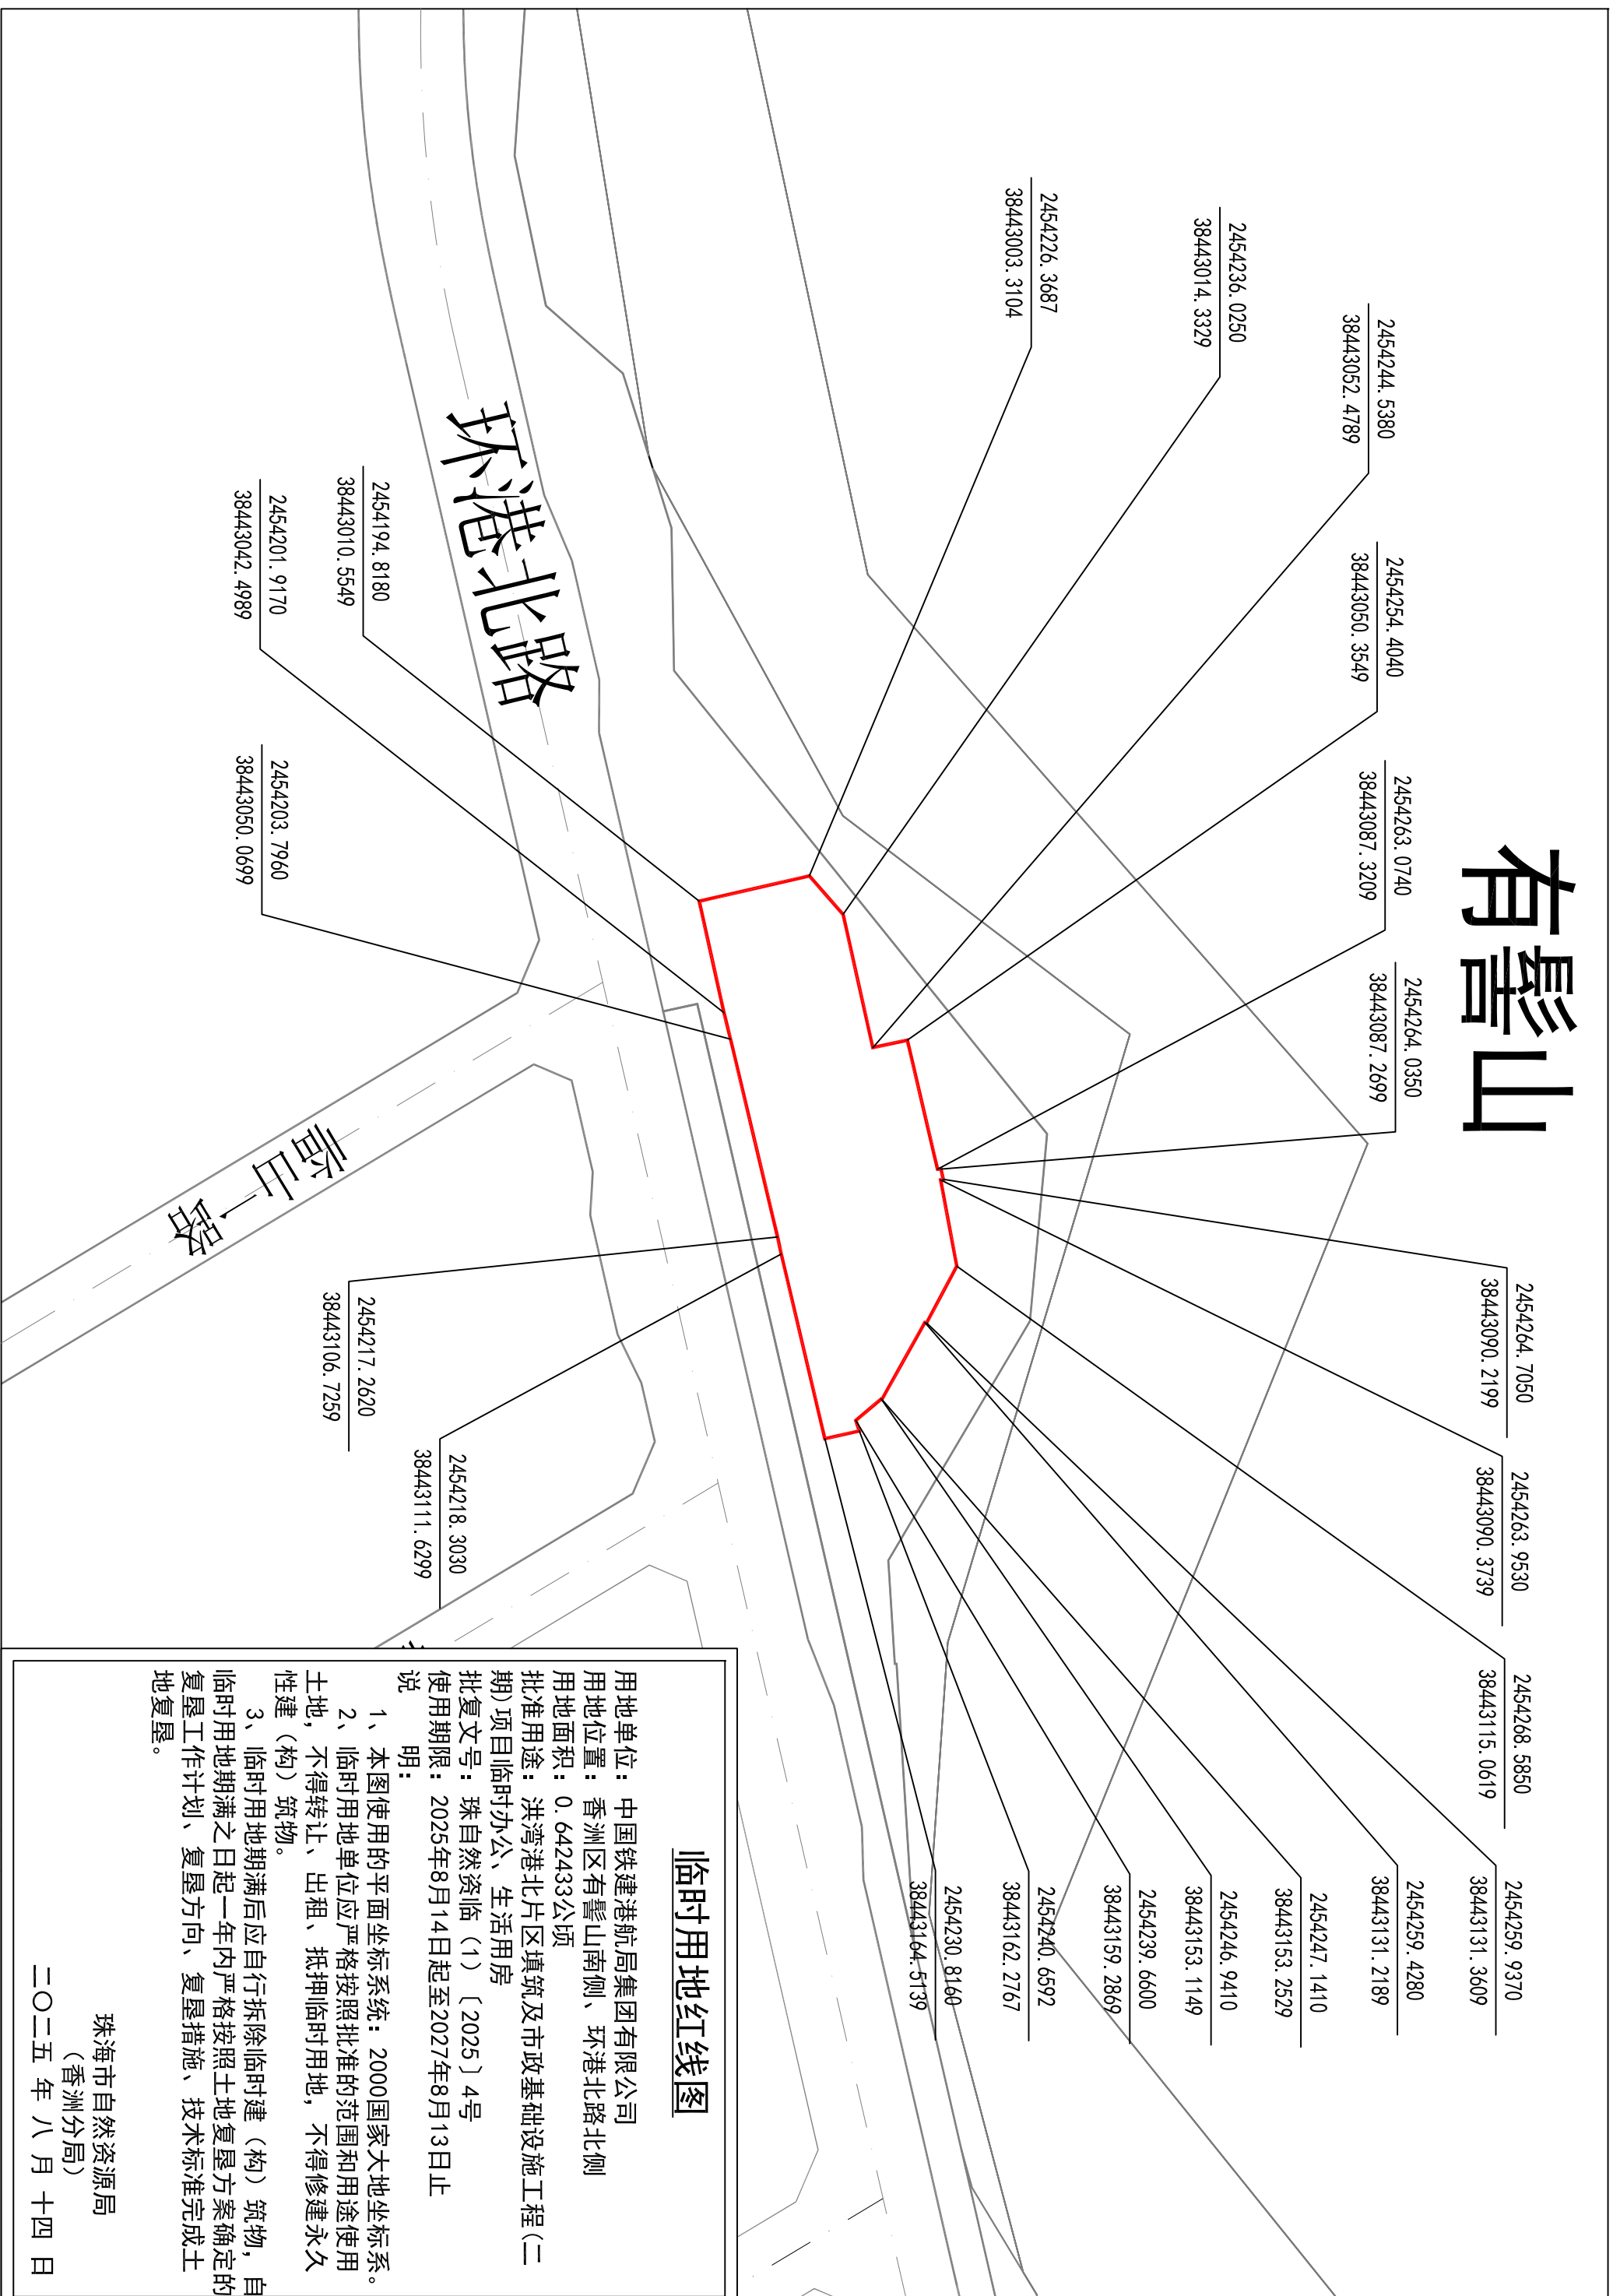 有髻山
2454226.3687
38443003.3104
2454236.0250
38443014.3329
2454244.5380
38443052.4789
2454254.4040
38443050.3549
2454263.0740
38443087.3209
2454264.0350
38443087.2699
2454264.7050
38443090.2199
2454263.9530
38443090.3739
2454268.5850
38443115.0619
2454259.9370
38443131.3609
2454259.4280
38443131.2189
2454247.1410
38443153.2529
2454246.9410
38443153.1149
2454239.6600
38443159.2869
2454240.6592
38443162.2767
2454230.8160
38443164.5139
环港北路
2454194.8180
38443010.5549
2454201.9170
38443042.4989
2454203.7960
38443050.0699
临山一路
2454217.2620
38443106.7259
2454218.3030
38443111.6299
临时用地红线图
用地单位：中国铁建港航局集团有限公司
用地位置：香洲区有髻山南侧、环港北路北侧
用地面积：0.642433公顷
批准用途：洪湾港北片区填筑及市政基础设施工程(二
期)项目临时办公、生活用房
批复文号：珠自然资临（1）〔2025〕4号
使用期限：2025年8月14日起至2027年8月13日止
说 明：
1、本图使用的平面坐标系统：2000国家大地坐标系。
2、临时用地单位应严格按照批准的范围和用途使用
土地，不得转让、出租、抵押临时用地，不得修建永久
性建（构）筑物。
3、临时用地期满后应自行拆除临时建（构）筑物，自
临时用地期满之日起一年内严格按照土地复垦方案确定的
复垦工作计划、复垦方向、复垦措施、技术标准完成土
地复垦。
珠海市自然资源局
（香洲分局）
二〇二五 年 八 月 十四 日